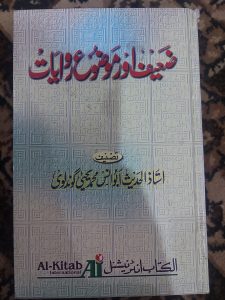 ضعیف اور موضوع روایات
تصنیف
استاذ الحدیث ابو انس محمد یحییٰ گوندلوی
Al-Kitab
International
الکتاب انٹرنیشنل